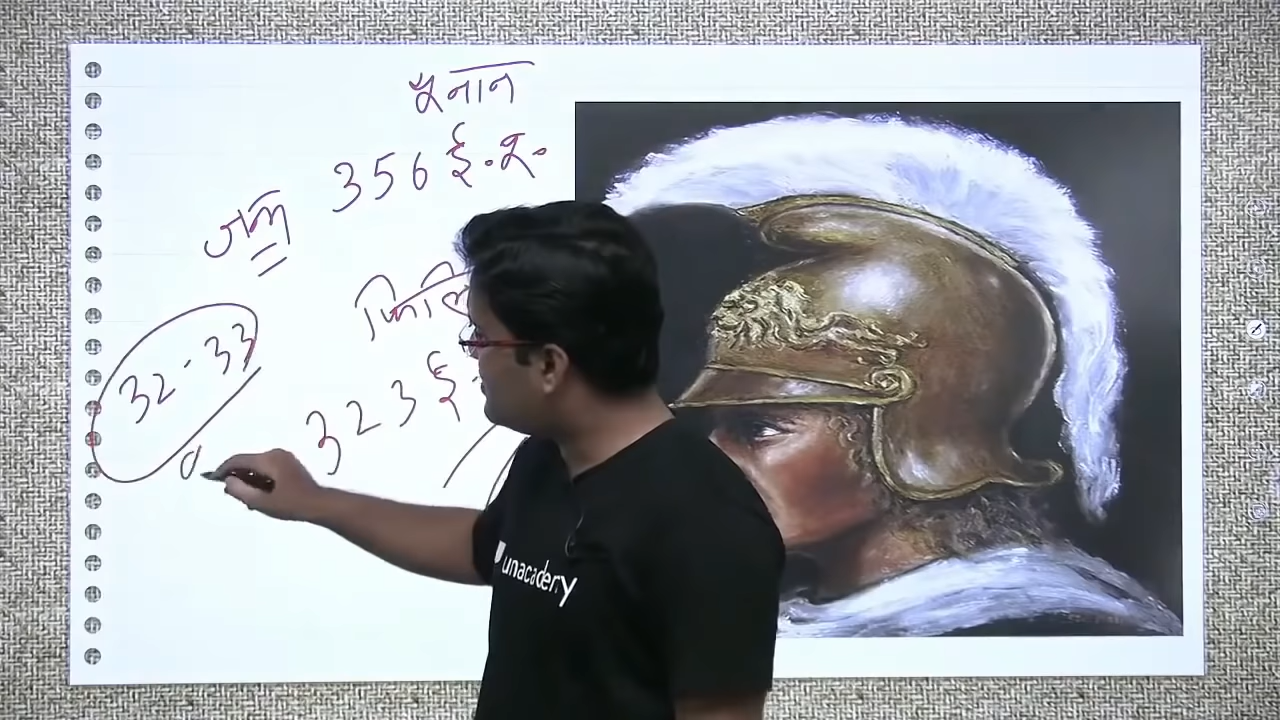 यूनान
जन्म 356 ई.पू.
फिलि
323 ई.
32-33
unacademy